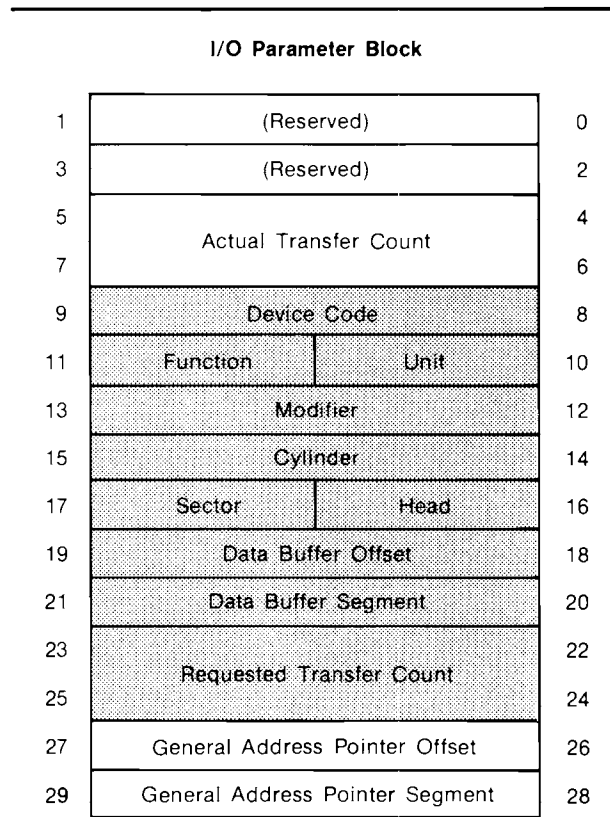 I/O Parameter Block
1 (Reserved) 0
3 (Reserved) 2
5 4
Actual Transfer Count
7 6
9 Device Code 8
11 Function Unit 10
13 Modifier 12
15 Cylinder 14
17 Sector Head 16
19 Data Buffer Offset 18
21 Data Buffer Segment 20
23 22
Requested Transfer Count
25 24
27 General Address Pointer Offset 26
29 General Address Pointer Segment 28